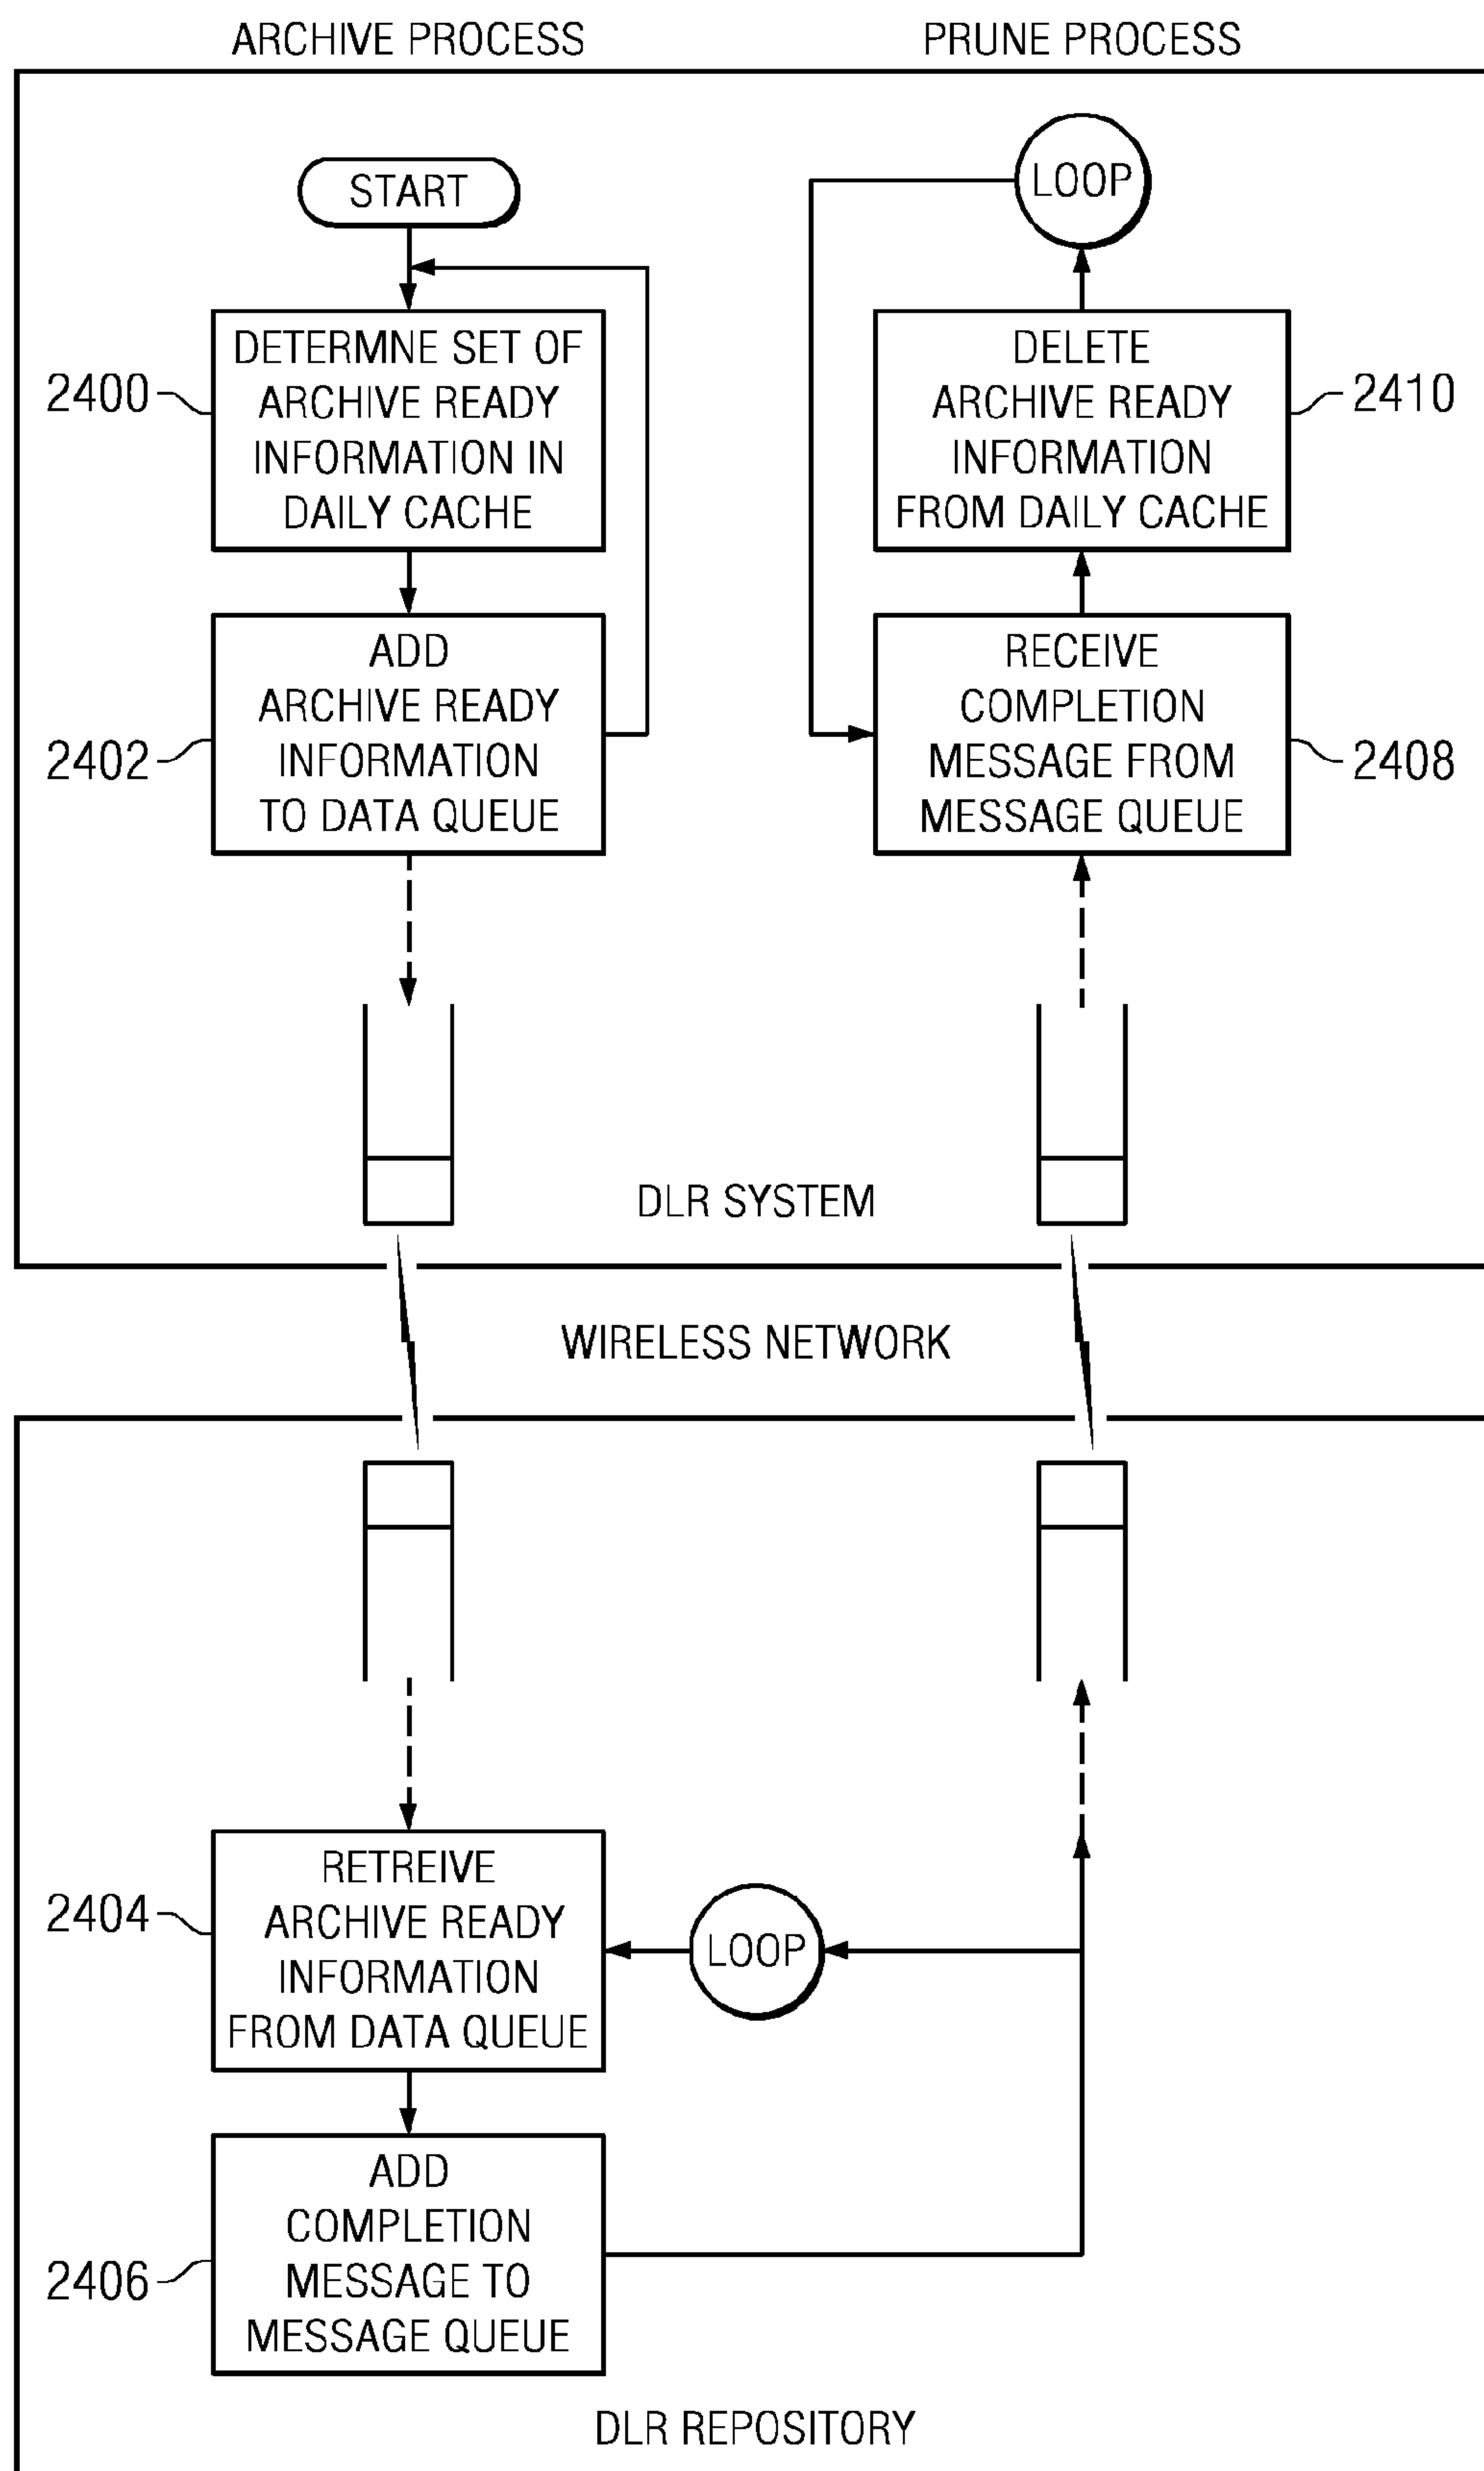 ARCHIVE PROCESS
PRUNE PROCESS
START
LOOP
2400
DETERMNE SET OF
ARCHIVE READY
INFORMATION IN
DAILY CACHE
DELETE
ARCHIVE READY
INFORMATION
FROM DAILY CACHE
2410
2402
ADD
ARCHIVE READY
INFORMATION
TO DATA QUEUE
RECEIVE
COMPLETION
MESSAGE FROM
MESSAGE QUEUE
2408
DLR SYSTEM
WIRELESS NETWORK
2404
RETREIVE
ARCHIVE READY
INFORMATION
FROM DATA QUEUE
LOOP
2406
ADD
COMPLETION
MESSAGE TO
MESSAGE QUEUE
DLR REPOSITORY